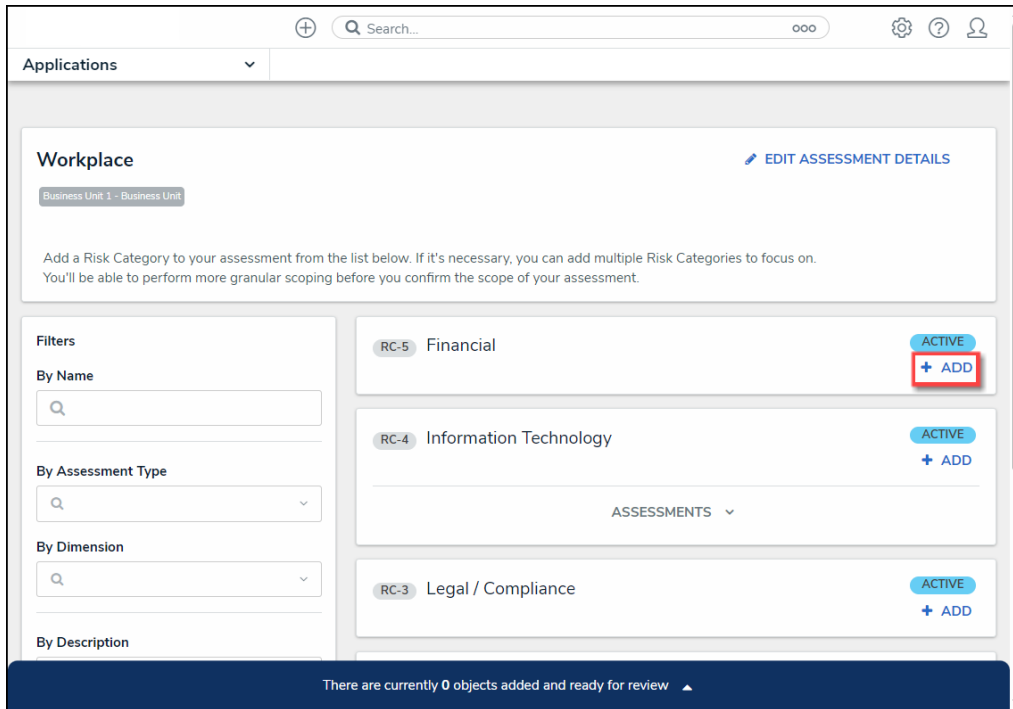 Search...
Applications
Workplace
EDIT ASSESSMENT DETAILS
Business Unit 1 - Business Unit
Add a Risk Category to your assessment from the list below. If it's necessary, you can add multiple Risk Categories to focus on.
You'll be able to perform more granular scoping before you confirm the scope of your assessment.
Filters
By Name
By Assessment Type
By Dimension
By Description
RC-5 Financial
ACTIVE
+ ADD
RC-4 Information Technology
ACTIVE
+ ADD
ASSESSMENTS
RC-3 Legal / Compliance
ACTIVE
+ ADD
There are currently 0 objects added and ready for review